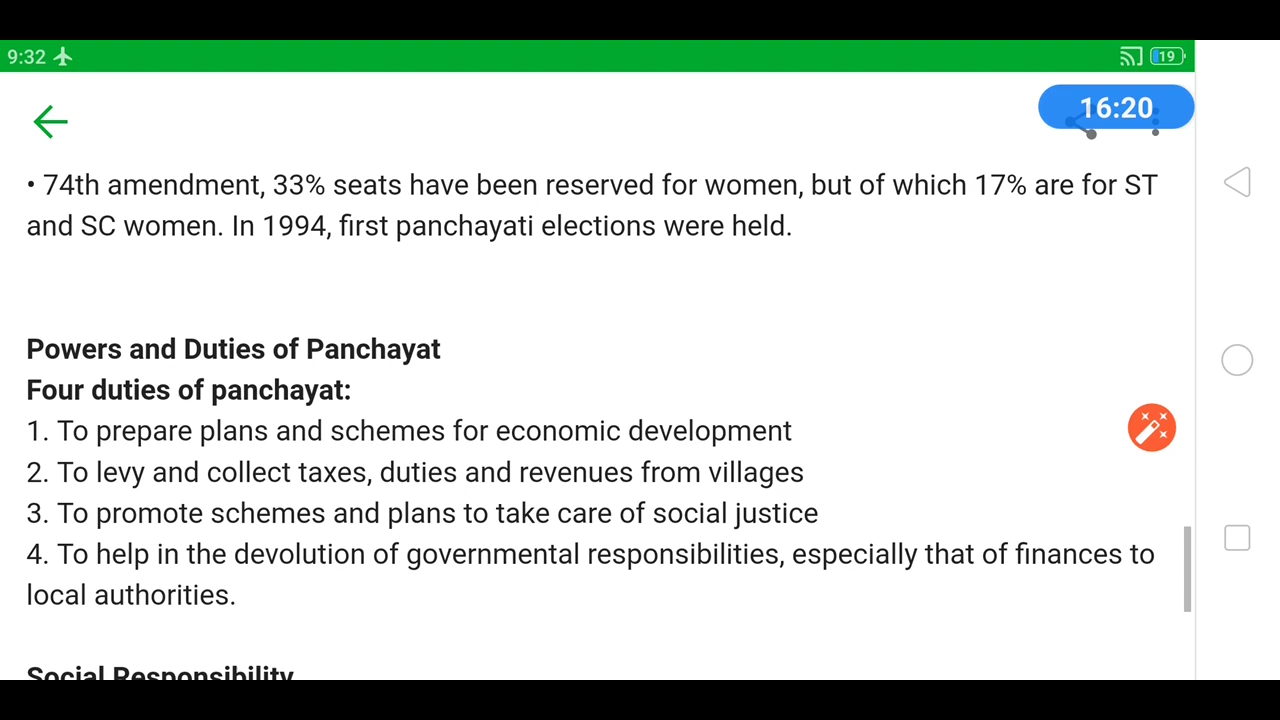 9:32
19
16:20
• 74th amendment, 33% seats have been reserved for women, but of which 17% are for ST
and SC women. In 1994, first panchayati elections were held.
Powers and Duties of Panchayat
Four duties of panchayat:
1. To prepare plans and schemes for economic development
2. To levy and collect taxes, duties and revenues from villages
3. To promote schemes and plans to take care of social justice
4. To help in the devolution of governmental responsibilities, especially that of finances to
local authorities.
Social Responsibility